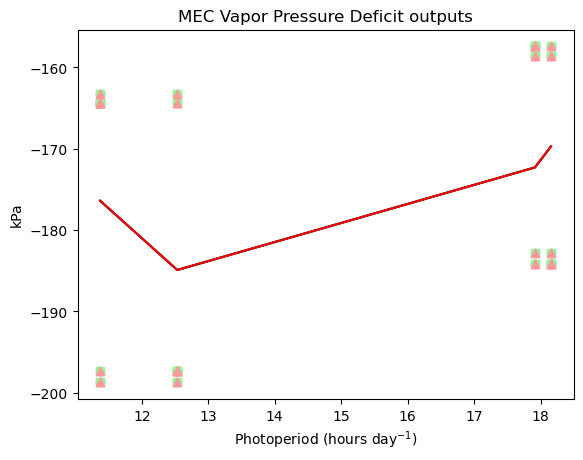 MEC Vapor Pressure Deficit outputs
−160
−170
−180
−190
−200
kPa
12 13 14 15 16 17 18
Photoperiod (hours day⁻¹)